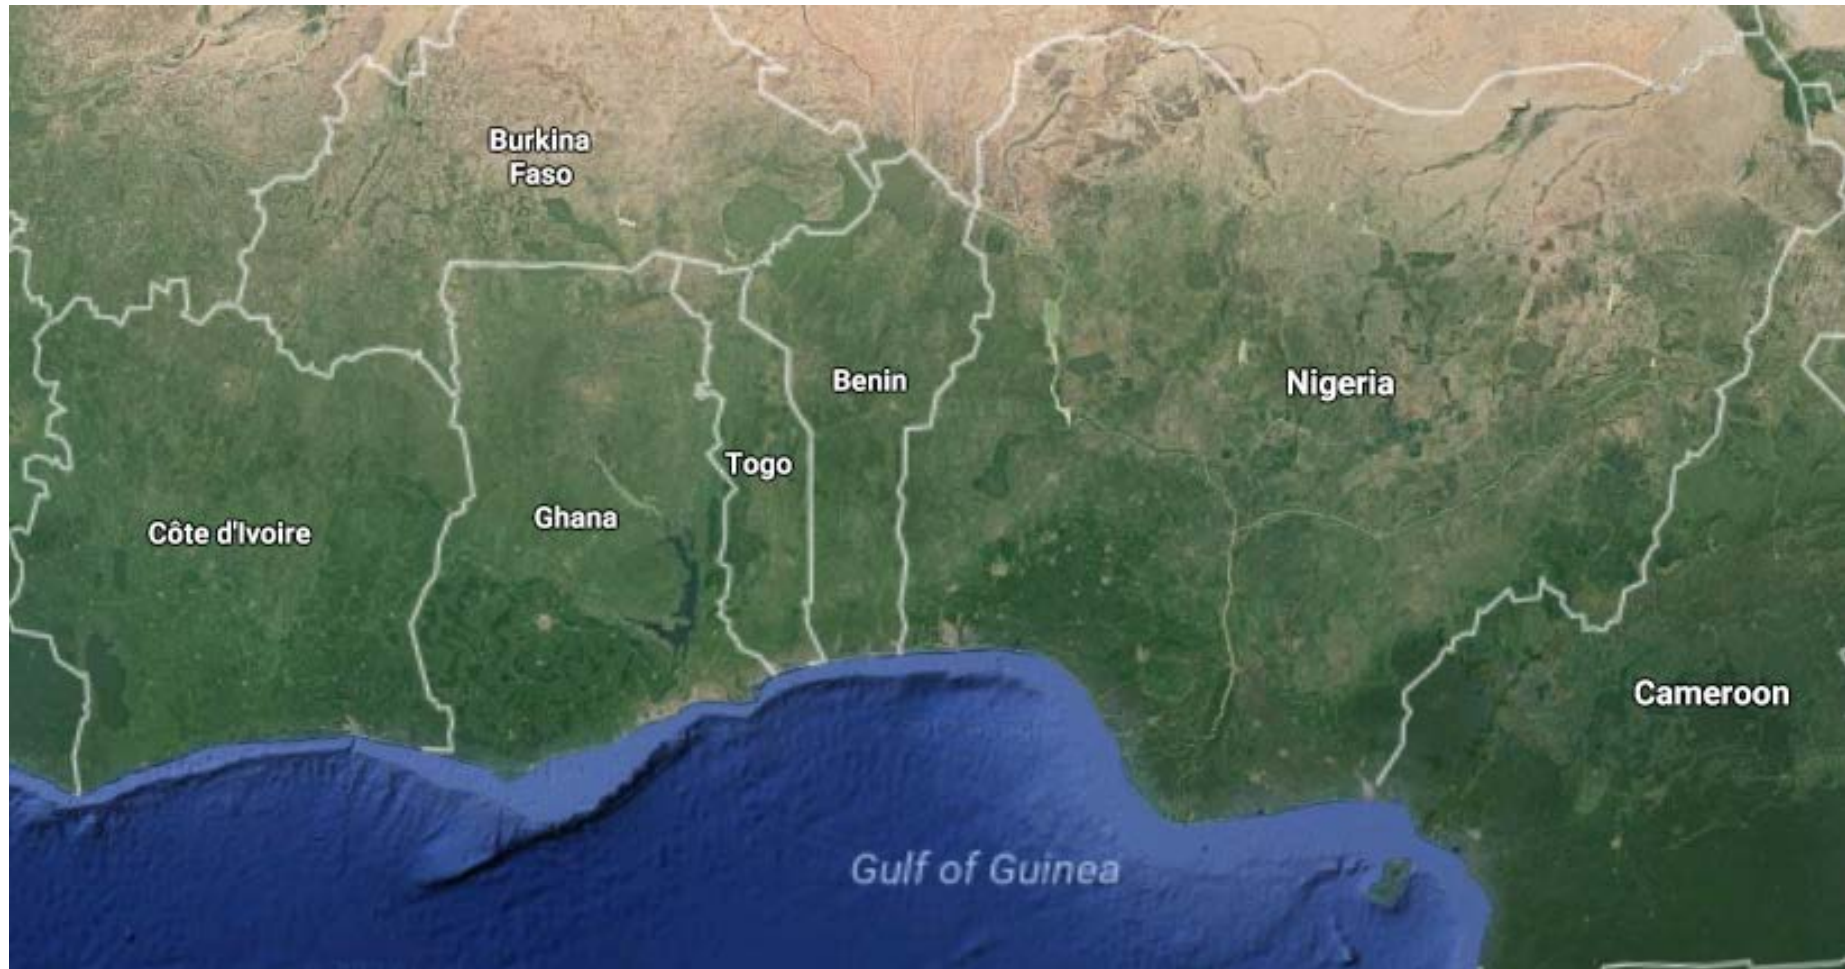 Burkina
Faso
Benin
Nigeria
Togo
Ghana
Côte d'Ivoire
Cameroon
Gulf of Guinea